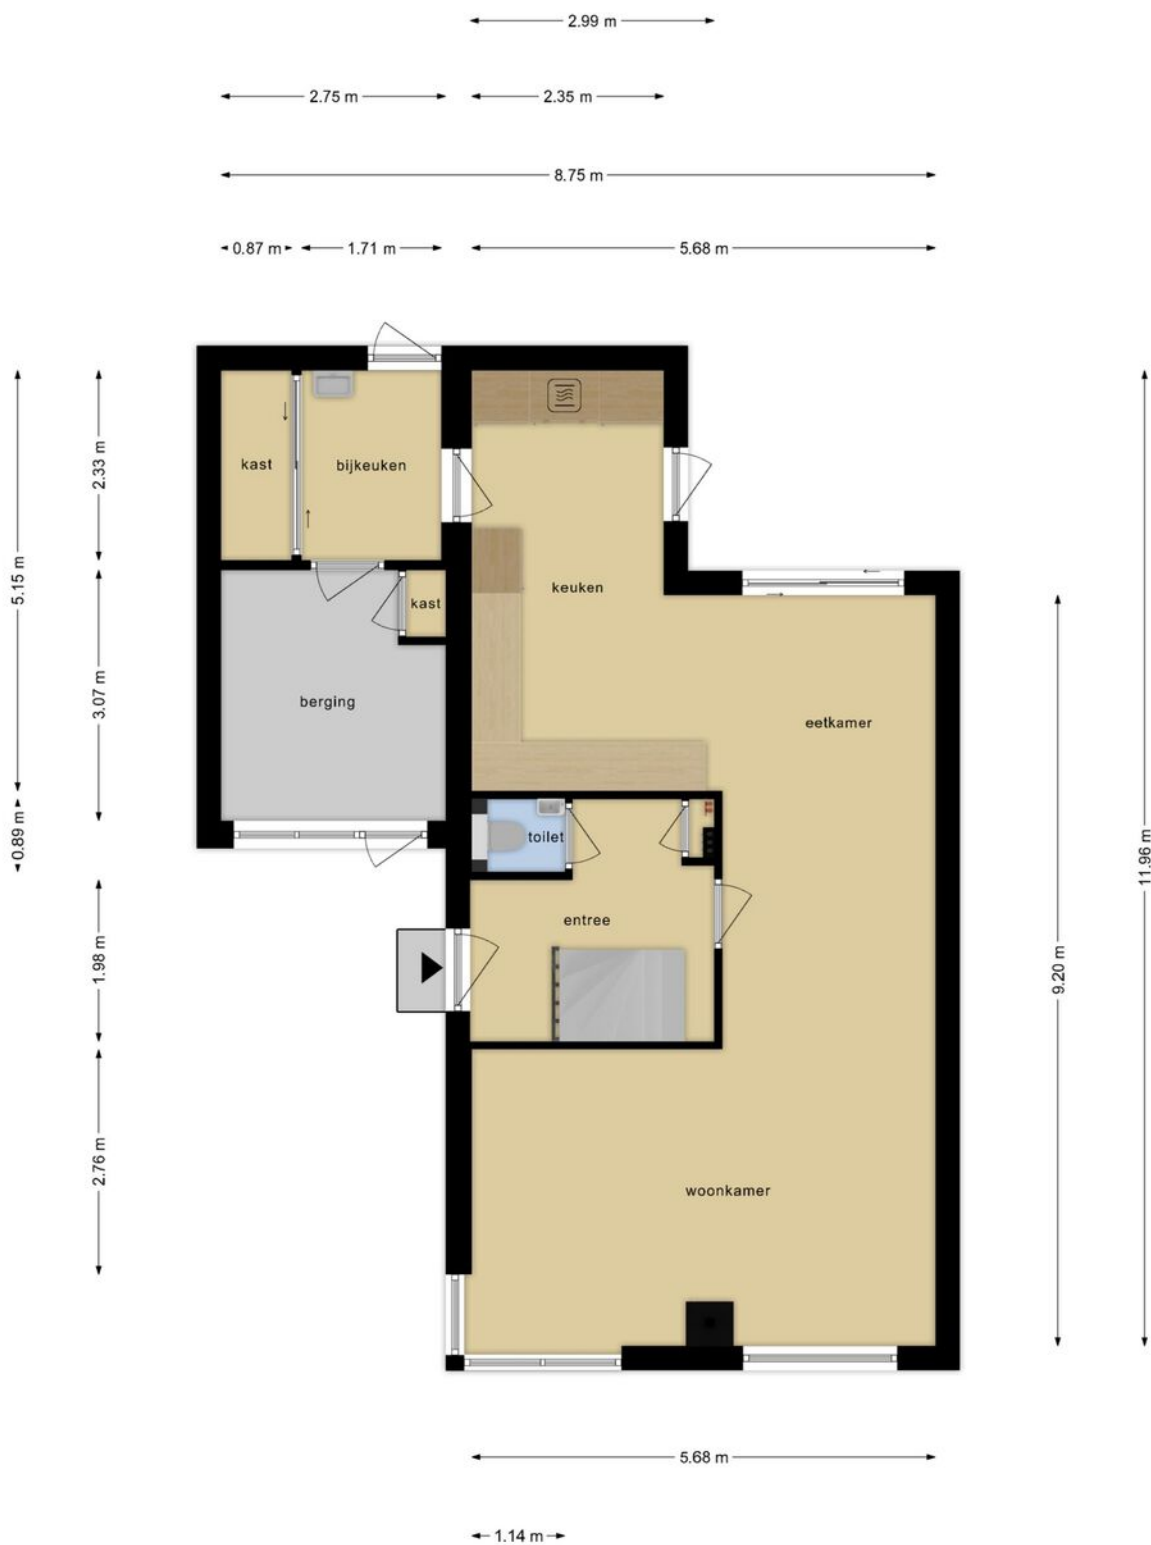 2.99 m
2.75 m
2.35 m
8.75 m
0.87 m
1.71 m
5.68 m
kast
bijkeuken
2.33 m
5.15 m
keuken
kast
3.07 m
berging
eetkamer
0.89 m
toilet
11.96 m
entree
1.98 m
9.20 m
2.76 m
woonkamer
5.68 m
1.14 m